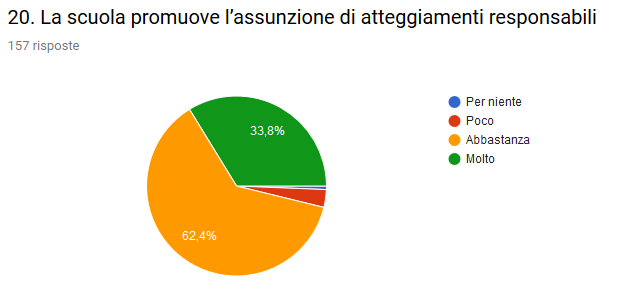 20. La scuola promuove l’assunzione di atteggiamenti responsabili
157 risposte
33,8%
62,4%
Per niente
Poco
Abbastanza
Molto